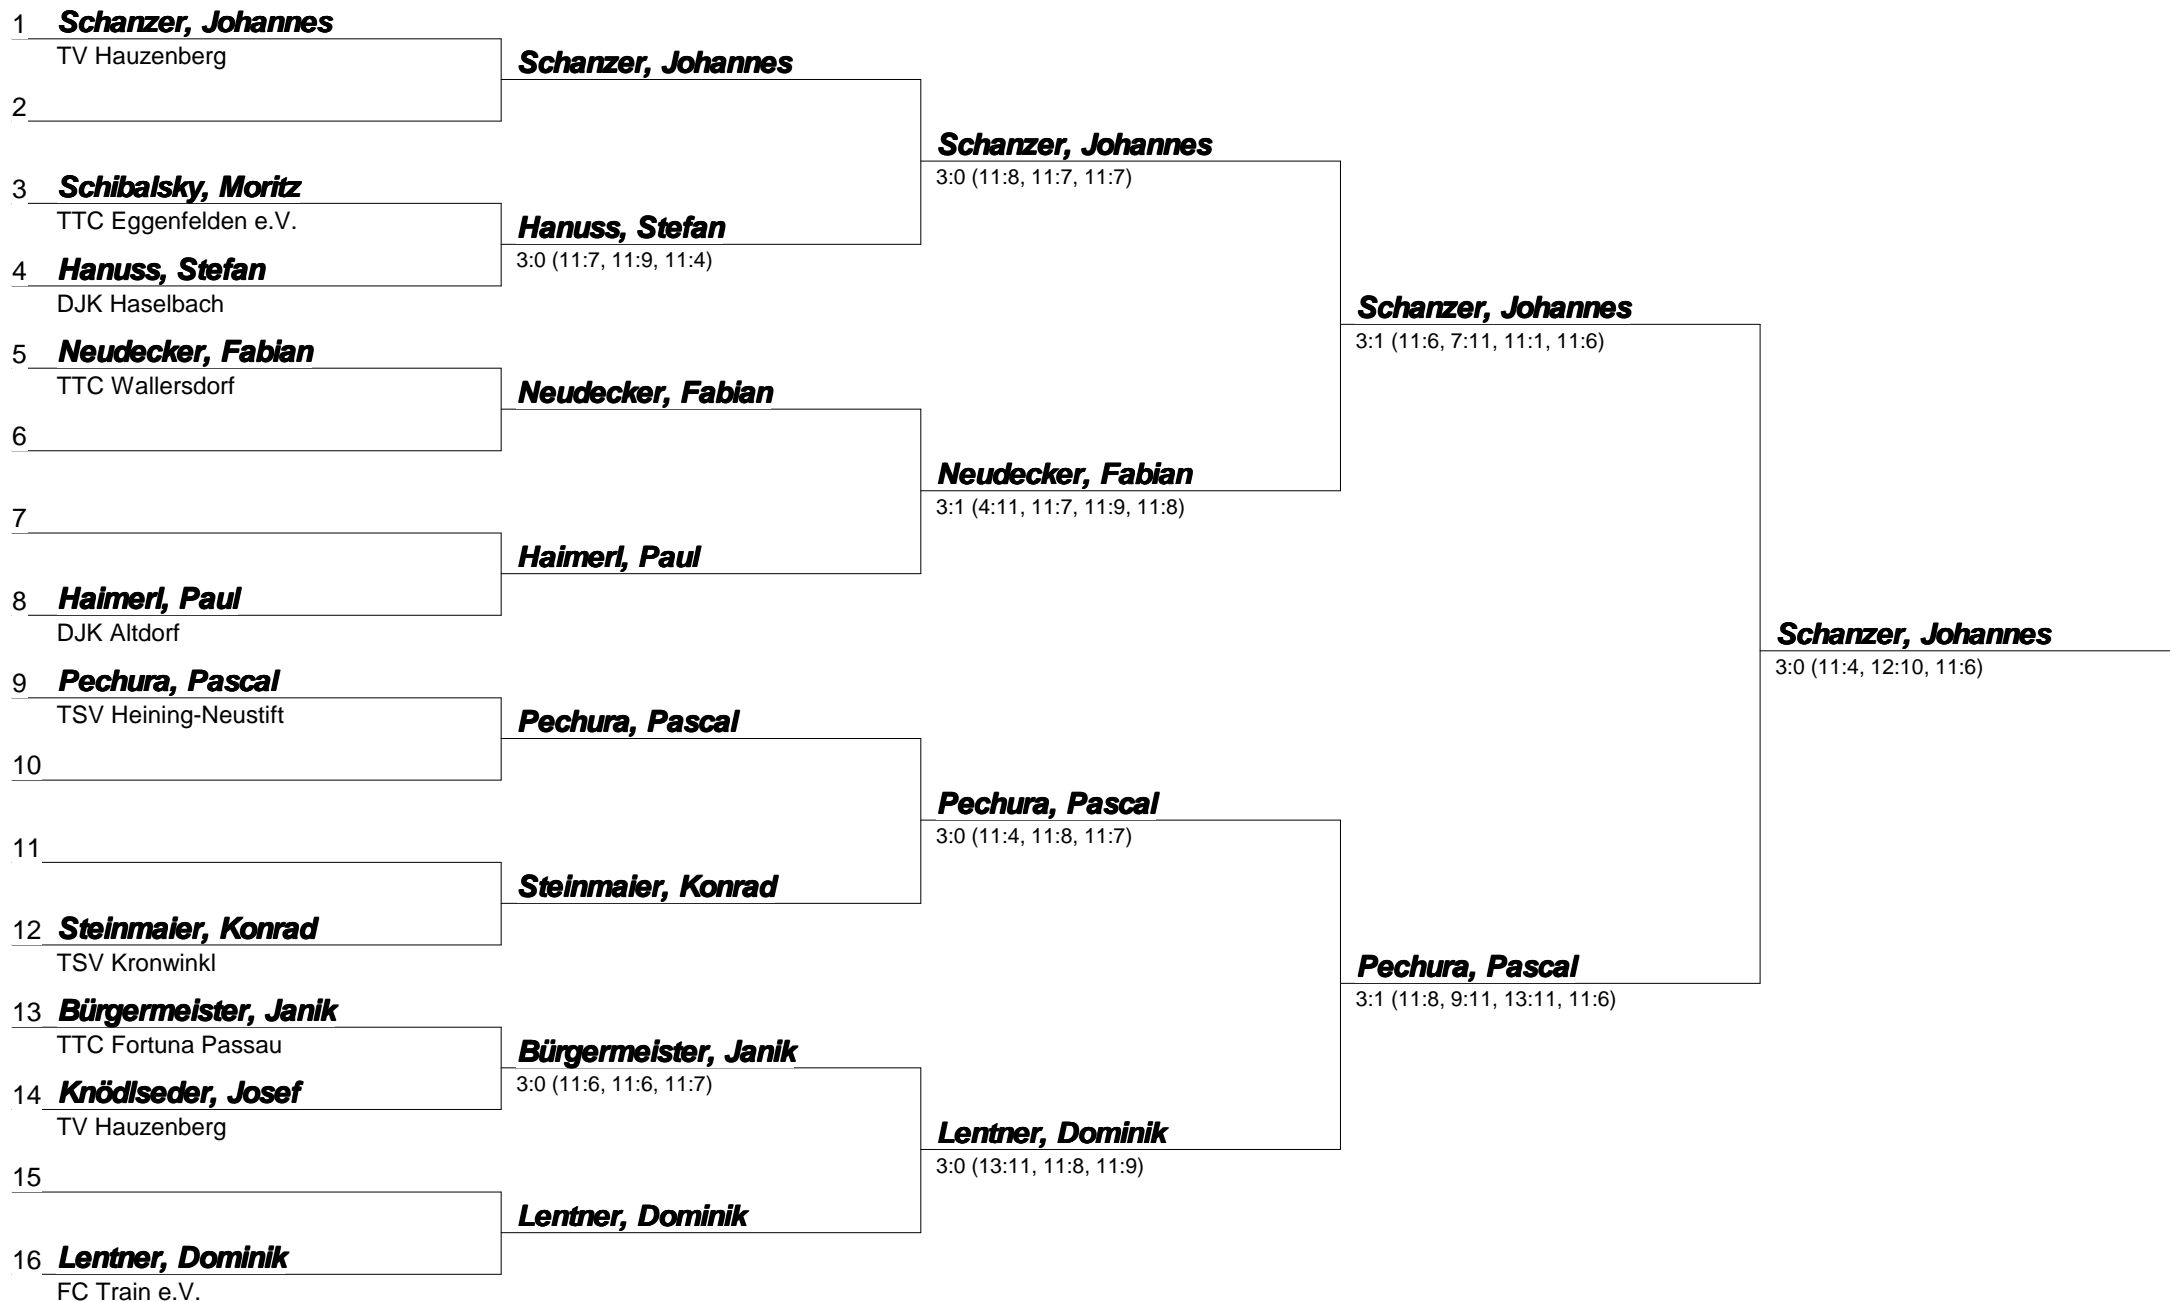 1 Schanzer, Johannes
TV Hauzenberg
2
3 Schibalsky, Moritz
TTC Eggenfelden e.V.
4 Hanuss, Stefan
DJK Haselbach
5 Neudecker, Fabian
TTC Wallersdorf
6
7
8 Haimerl, Paul
DJK Altdorf
9 Pechura, Pascal
TSV Heining-Neustift
10
11
12 Steinmaier, Konrad
TSV Kronwinkl
13 Bürgermeister, Janik
TTC Fortuna Passau
14 Knödlseder, Josef
TV Hauzenberg
15
16 Lentner, Dominik
FC Train e.V.
Schanzer, Johannes
Hanuss, Stefan
3:0 (11:7, 11:9, 11:4)
Neudecker, Fabian
Haimerl, Paul
Pechura, Pascal
Steinmaier, Konrad
Bürgermeister, Janik
3:0 (11:6, 11:6, 11:7)
Lentner, Dominik
Schanzer, Johannes
3:0 (11:8, 11:7, 11:7)
Neudecker, Fabian
3:1 (4:11, 11:7, 11:9, 11:8)
Pechura, Pascal
3:0 (11:4, 11:8, 11:7)
Lentner, Dominik
3:0 (13:11, 11:8, 11:9)
Schanzer, Johannes
3:1 (11:6, 7:11, 11:1, 11:6)
Pechura, Pascal
3:1 (11:8, 9:11, 13:11, 11:6)
Schanzer, Johannes
3:0 (11:4, 12:10, 11:6)